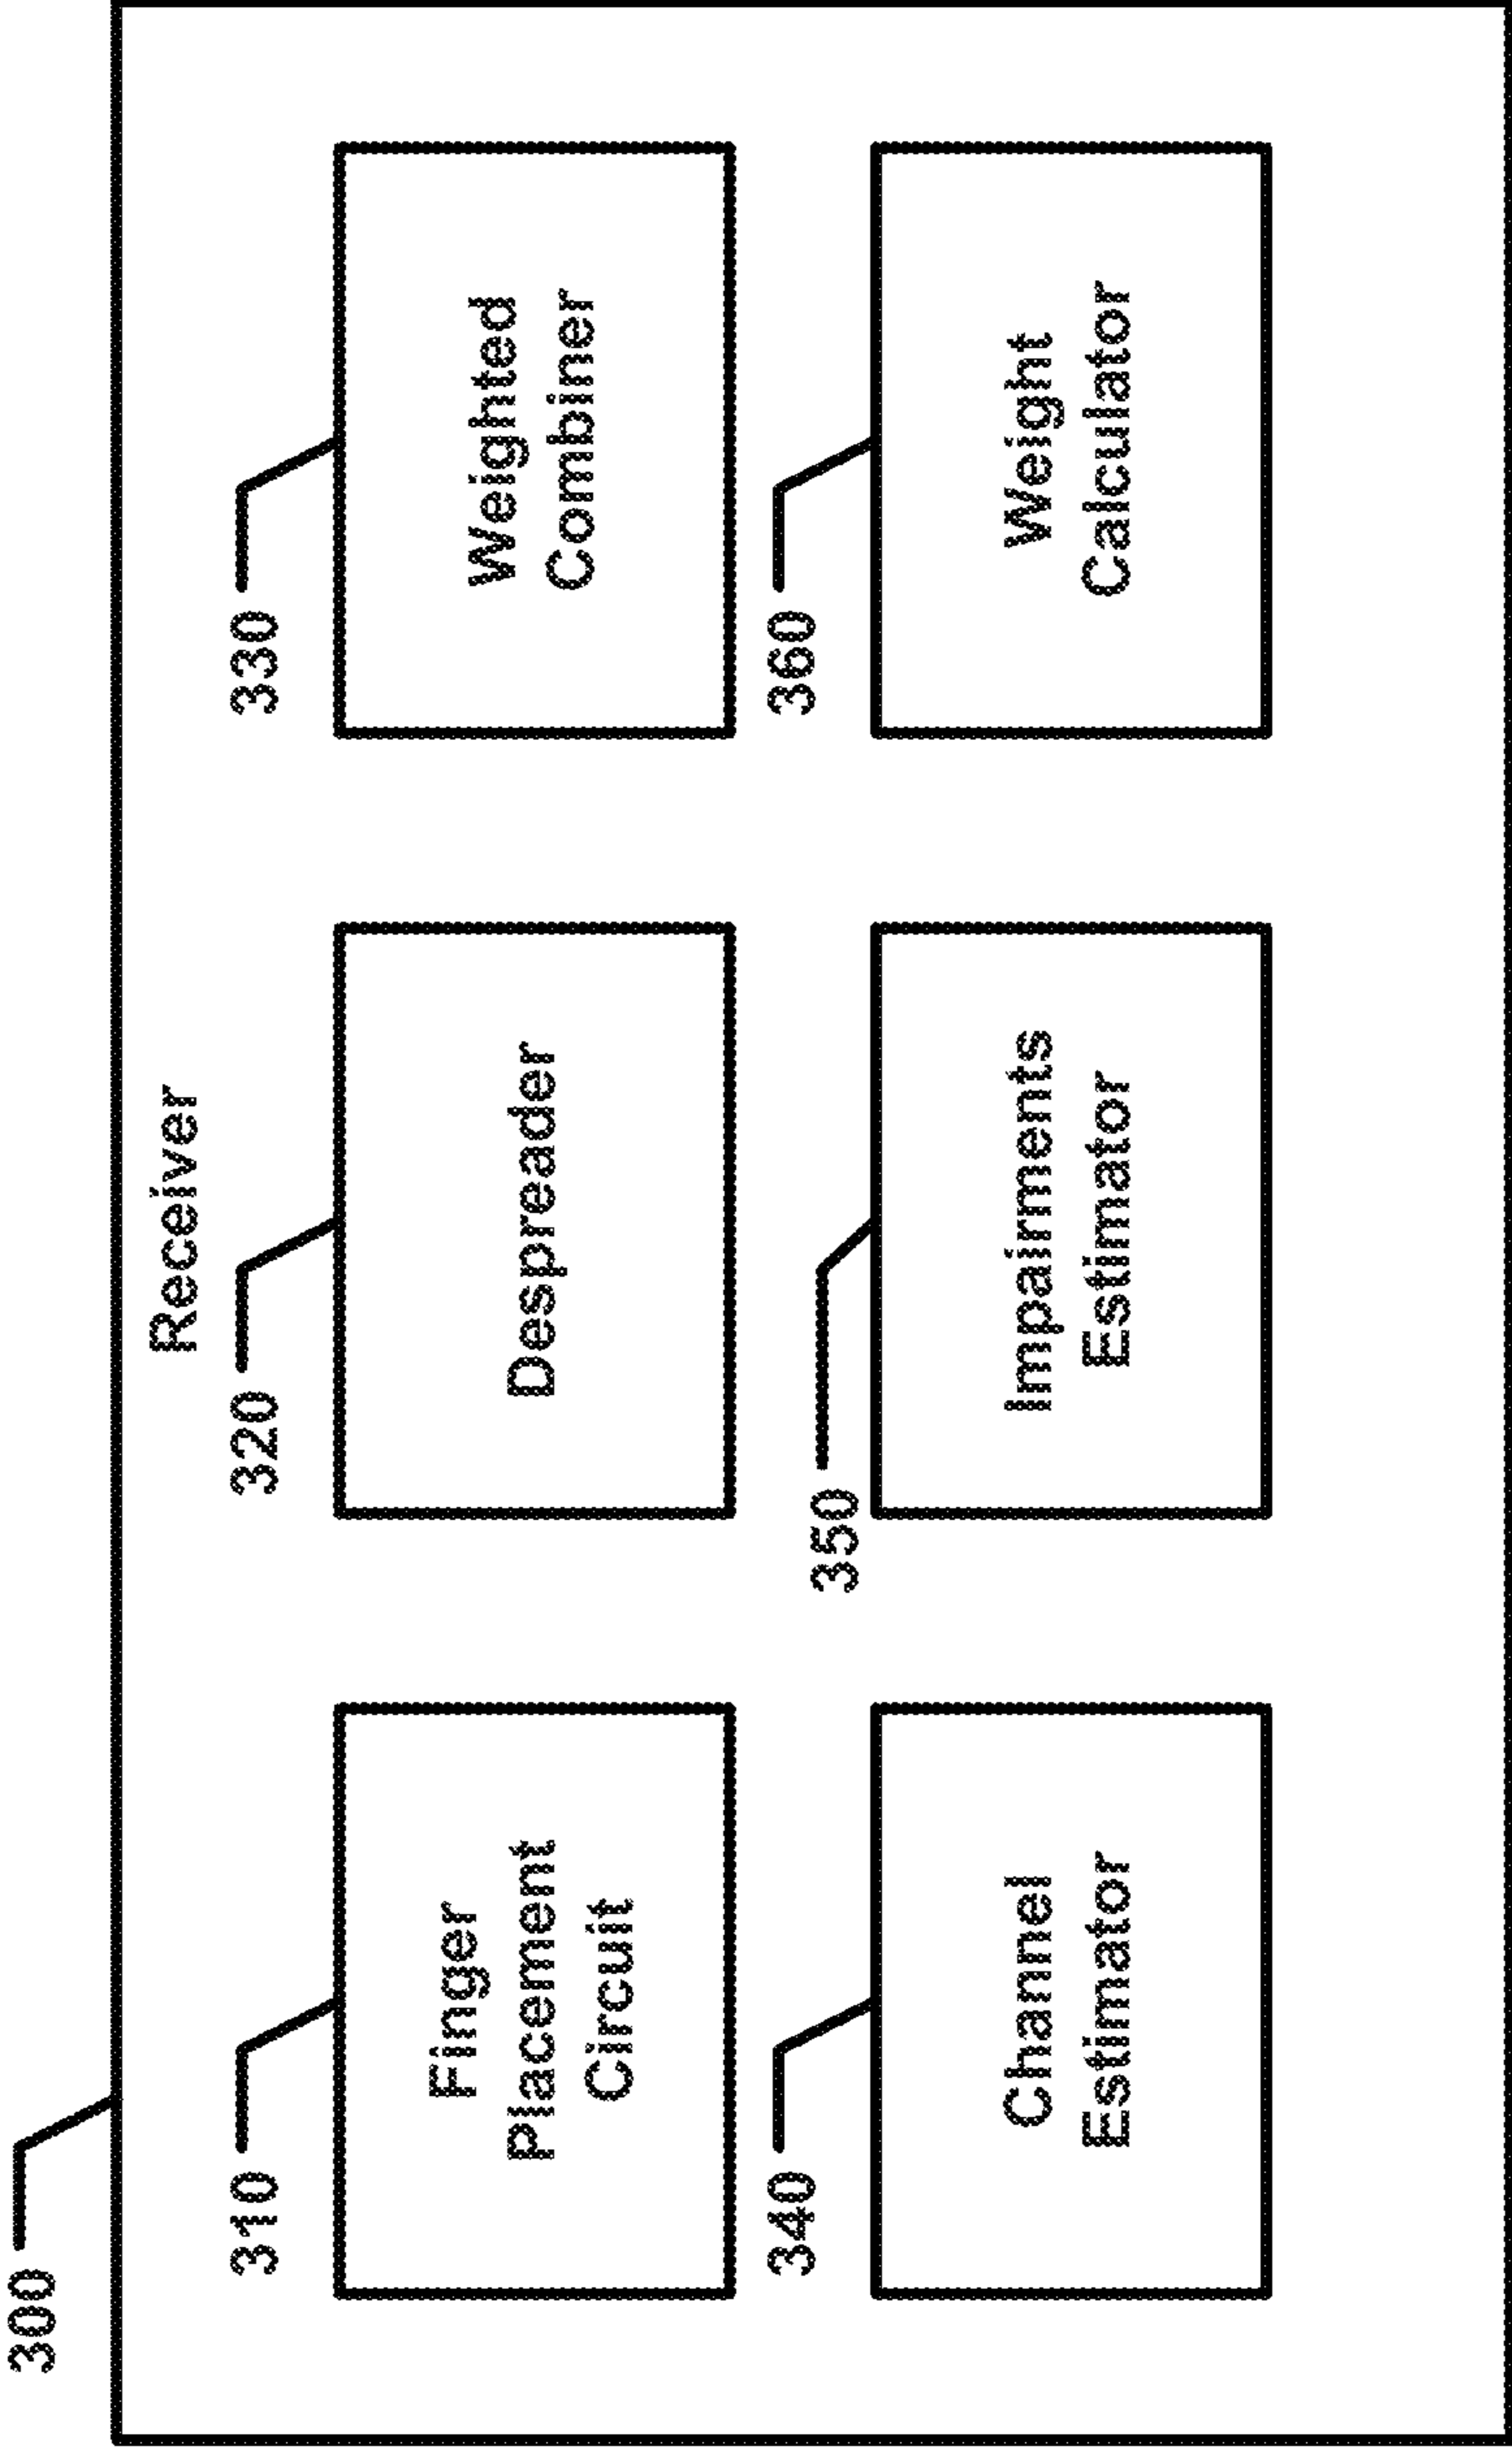 300
Receiver
310
320
330
Finger
Placement
Circuit
Despreader
Weighted
Combiner
340
350
360
Channel
Estimator
Impairments
Estimator
Weight
Calculator